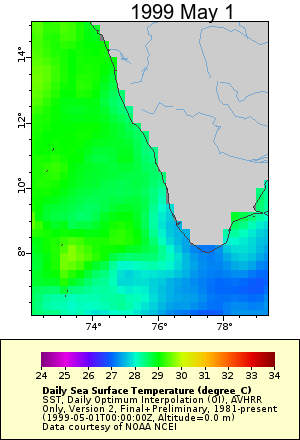 1999 May 1
14°
12°
10°
8°
74°
76°
78°
24 25 26 27 28 29 30 31 32 33 34
Daily Sea Surface Temperature (degree_C)
SST, Daily Optimum Interpolation (OI), AVHRR
Only, Version 2, Final+Preliminary, 1981-present
(1999-05-01T00:00:00Z, Altitude=0.0 m)
Data courtesy of NOAA NCEI